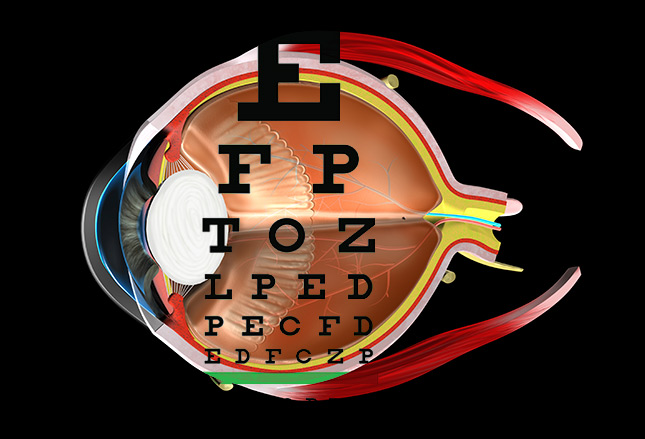 E
F P
T O Z
L P E D
P E C F D
E D F C Z P